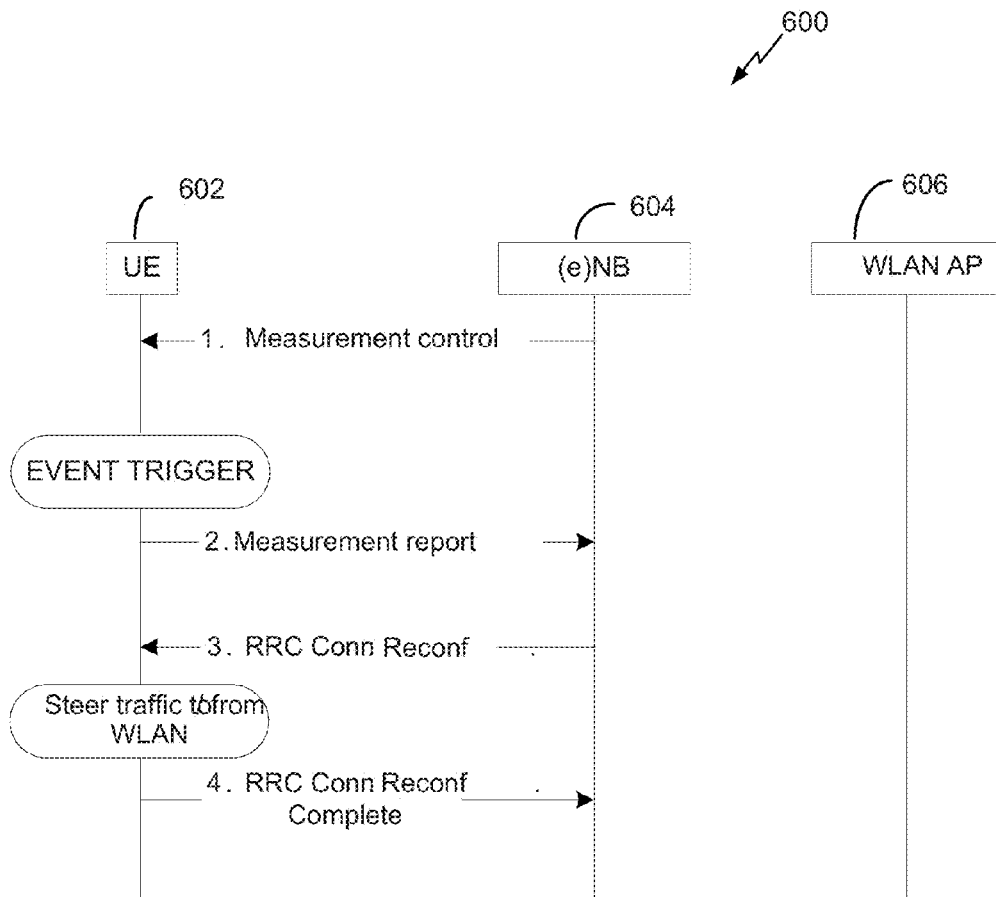 600
602
604
606
UE
(e)NB
WLAN AP
1. Measurement control
EVENT TRIGGER
2. Measurement report
3. RRC Conn Reconf
Steer traffic to/from
WLAN
4. RRC Conn Reconf
Complete